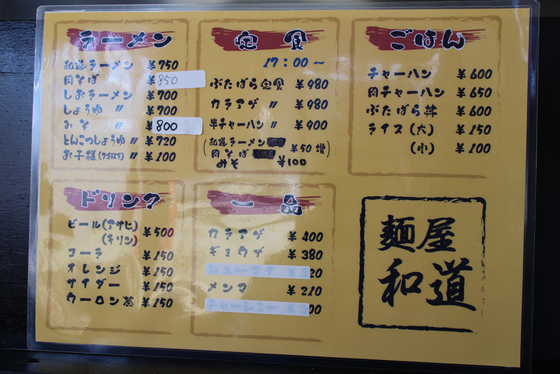 ラーメン
和道ラーメン ¥750
肉そば ¥850
しおラーメン ¥700
しょうゆ 〃 ¥700
みそ 〃 ¥800
とんこつしょうゆ〃 ¥720
お子様 ¥100
定食
17:00～
ぶたばら定食 ¥980
カラアゲ 〃 ¥980
半チャーハン 〃 ¥900
(和道ラーメン
肉そば
¥50増)
みそ ¥100
ごはん
チャーハン ¥600
肉チャーハン ¥650
ぶたばら丼 ¥600
ライス(大) ¥150
(小) ¥100
ドリンク
ビール(アサヒ)
(キリン) ¥500
コーラ ¥150
オレンジ ¥150
サイダー ¥150
ウーロン茶 ¥150
一品
カラアゲ ¥400
ギョウザ ¥380
メンマ ¥210
麺屋
和道